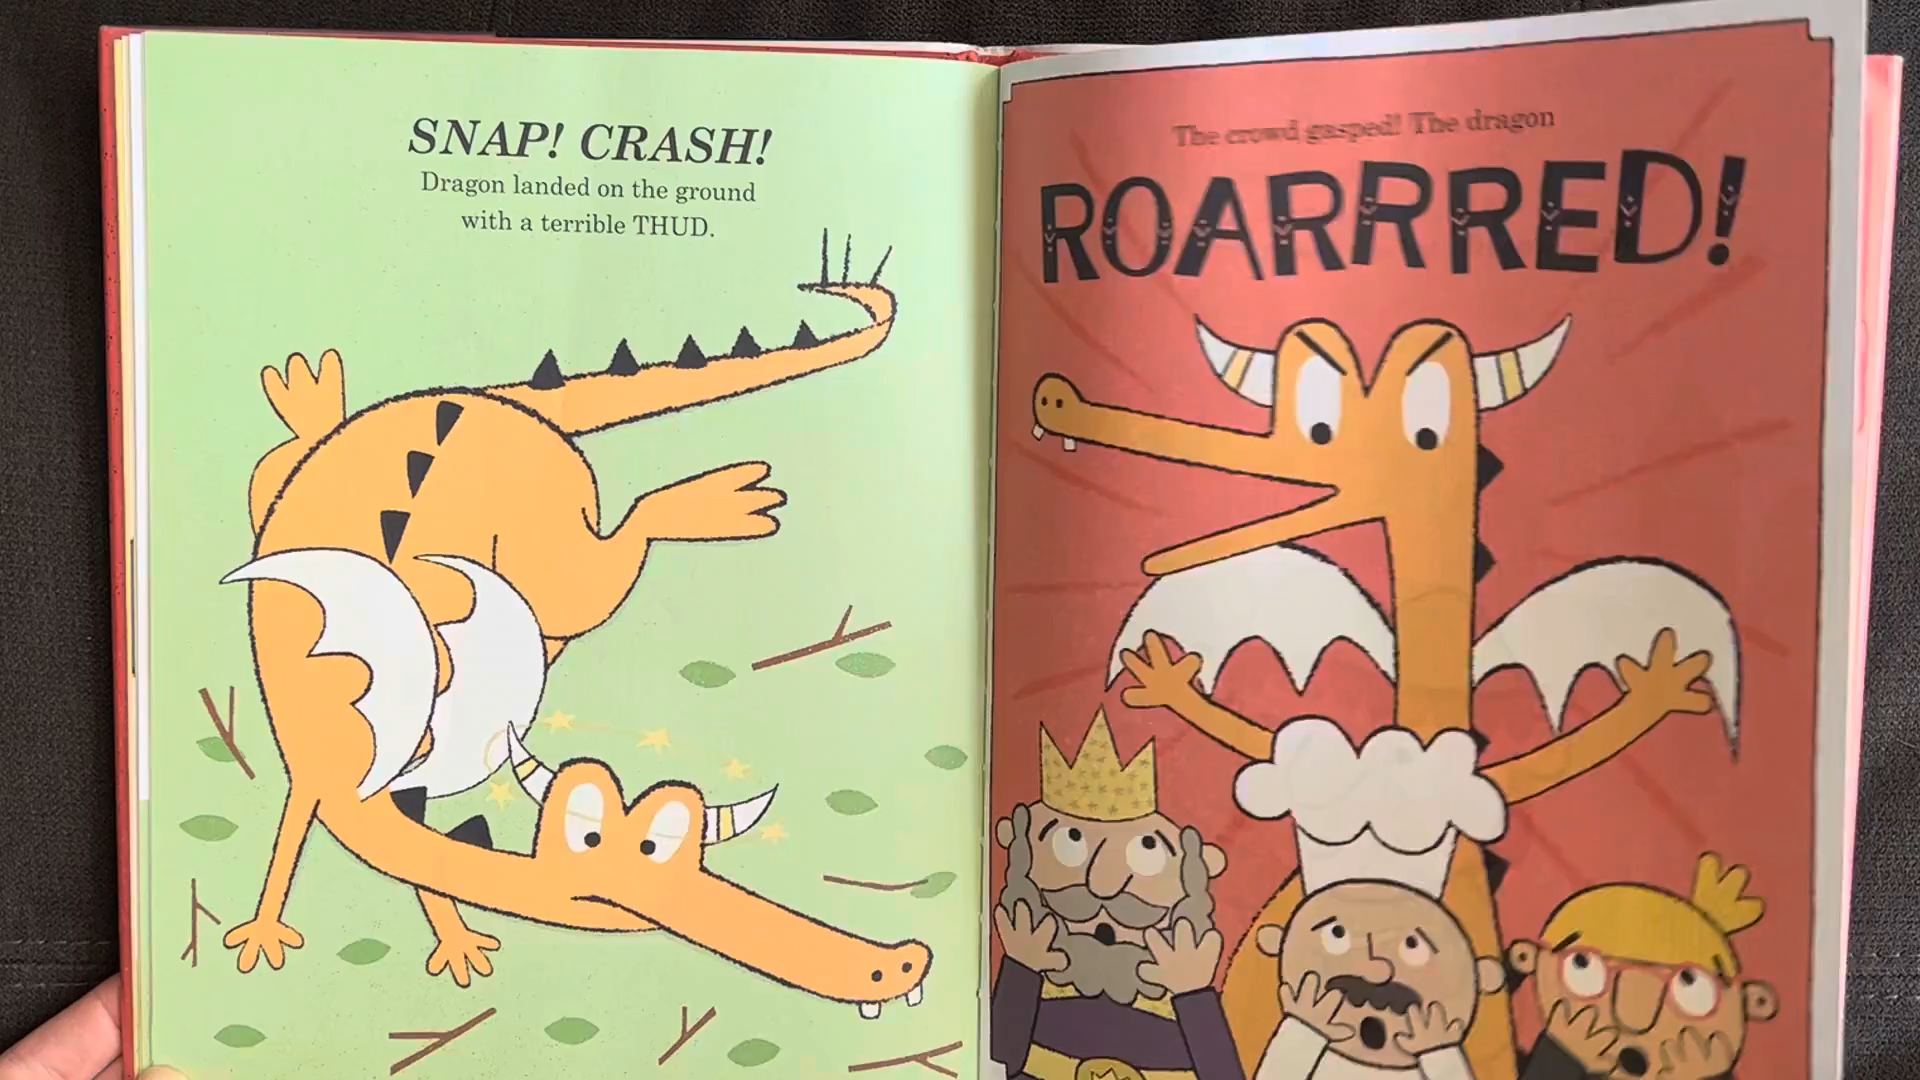 SNAP! CRASH!
Dragon landed on the ground
with a terrible THUD.
The crowd gasped! The dragon
ROARRRED!